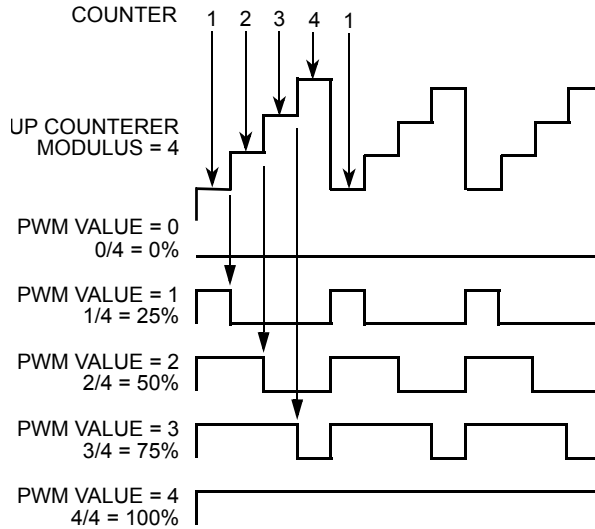 COUNTER 1 2 3 4 1
UP COUNTERER
MODULUS = 4
PWM VALUE = 0
0/4 = 0%
PWM VALUE = 1
1/4 = 25%
PWM VALUE = 2
2/4 = 50%
PWM VALUE = 3
3/4 = 75%
PWM VALUE = 4
4/4 = 100%